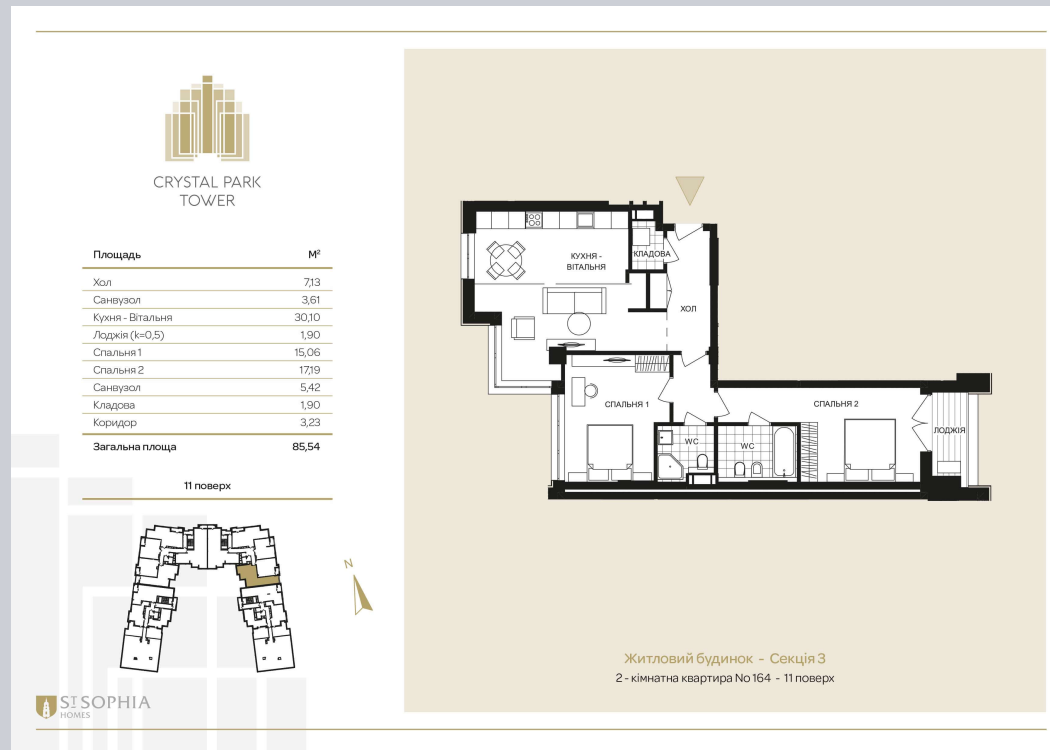 CRYSTAL PARK
TOWER
Площадь М²
Хол 7,13
Санвузол 3,61
Кухня - Вітальня 30,10
Лоджія (k=0,5) 1,90
Спальня 1 15,06
Спальня 2 17,19
Санвузол 5,42
Кладова 1,90
Коридор 3,23
Загальна площа 85,54
11 поверх
N
ST SOPHIA
HOMES
КУХНЯ -
ВІТАЛЬНЯ
КЛАДОВА
ХОЛ
СПАЛЬНЯ 1
СПАЛЬНЯ 2
WC
WC
ЛОДЖІЯ
Житловий будинок - Секція 3
2 - кімнатна квартира No 164 - 11 поверх